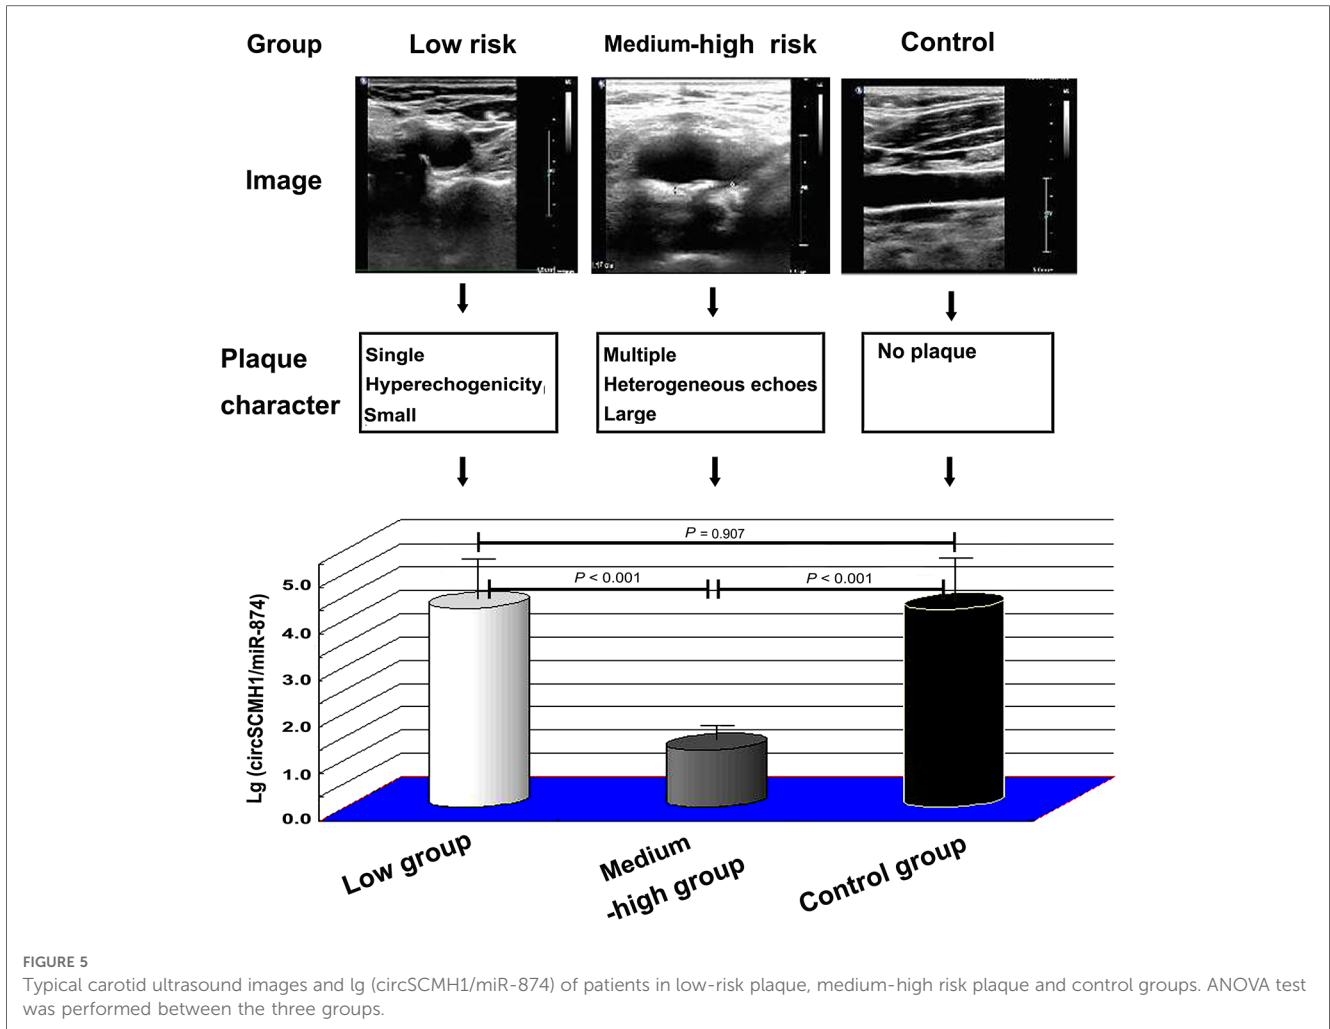 Group Low risk Medium-high risk Control
Image
Plaque
character
Single
Hyperechogenicity
Small
Multiple
Heterogeneous echoes
Large
No plaque
P = 0.907
P < 0.001
P < 0.001
Lg (circSCMH1/miR-874)
5.0
4.0
3.0
2.0
1.0
0.0
Low group
Medium
-high group
Control group
FIGURE 5
Typical carotid ultrasound images and lg (circSCMH1/miR-874) of patients in low-risk plaque, medium-high risk plaque and control groups. ANOVA test
was performed between the three groups.